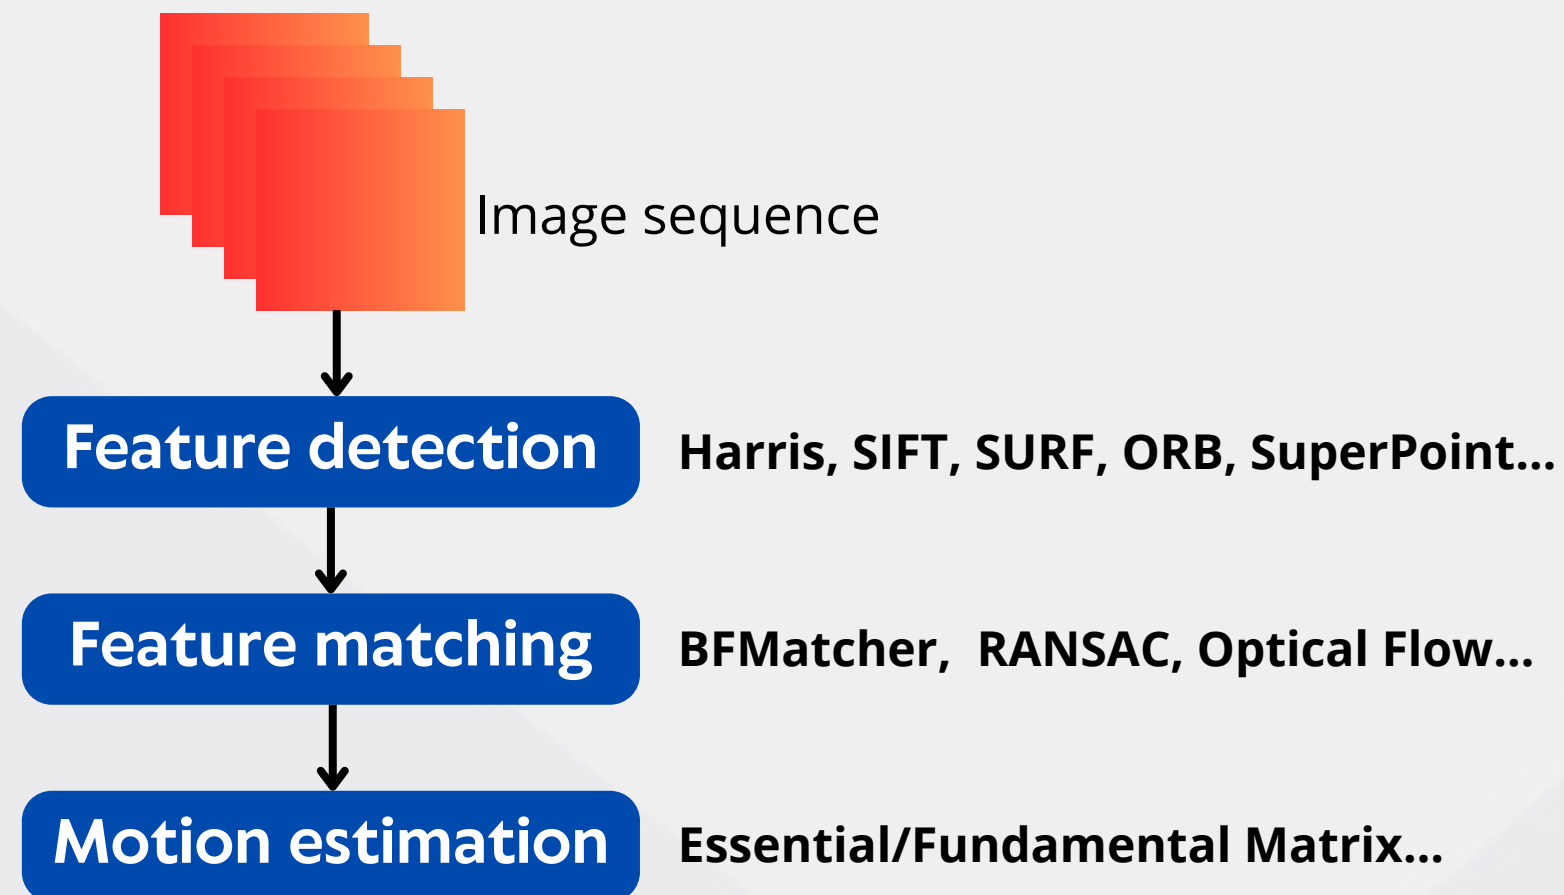 Image sequence
Feature detection
Harris, SIFT, SURF, ORB, SuperPoint...
Feature matching
BFMatcher,  RANSAC, Optical Flow...
Motion estimation
Essential/Fundamental Matrix...